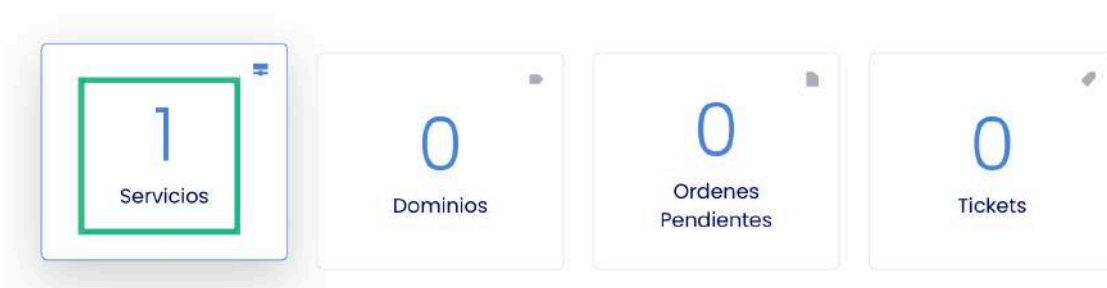 1
Servicios
0
Dominios
0
Ordenes
Pendientes
0
Tickets